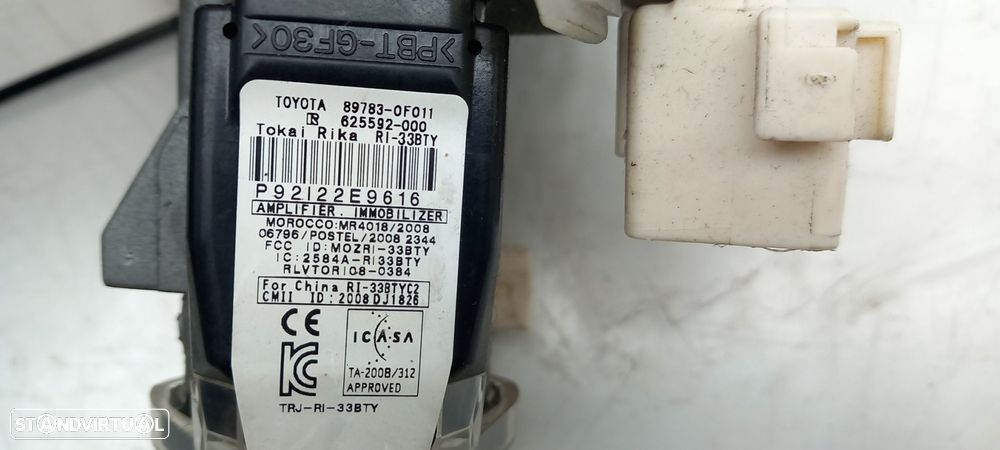 >PBT-GF30<
TOYOTA 89783-0F011
R 625592-000
Tokai Rika RI-33BTY
P92I22E9616
AMPLIFIER. IMMOBILIZER
MOROCCO:MR4018/2008
06796/POSTEL/2008 2344
FCC ID:MOZRI-33BTY
IC:2584A-RI33BTY
RLVTORI08-0384
For China RI-33BTYC2
CMII ID:2008DJ1826
CE
KC
ICASA
TA-2008/312
APPROVED
TRJ-RI-33BTY
STANDVIRTUAL